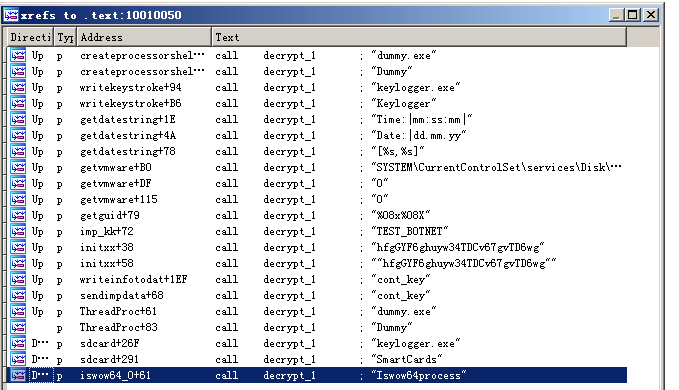 xrefs to .text:10010050
Directi Typ Address Text
Up p createprocessorshel… call decrypt_1 ; "dummy.exe"
Up p createprocessorshel… call decrypt_1 ; "Dummy"
Up p writekeystroke+94 call decrypt_1 ; "keylogger.exe"
Up p writekeystroke+B6 call decrypt_1 ; "Keylogger"
Up p getdatestring+1E call decrypt_1 ; "Time:|mm:ss:mm|"
Up p getdatestring+4A call decrypt_1 ; "Date:|dd.mm.yy"
Up p getdatestring+78 call decrypt_1 ; "[%s,%s]"
Up p getvmware+B0 call decrypt_1 ; "SYSTEM\CurrentControlSet\services\Disk\…
Up p getvmware+DF call decrypt_1 ; "0"
Up p getvmware+115 call decrypt_1 ; "0"
Up p getguid+79 call decrypt_1 ; "%08x%08X"
Up p imp_kk+72 call decrypt_1 ; "TEST_BOTNET"
Up p initxx+38 call decrypt_1 ; "hfgGYF6ghuyw34TDCv67gvTD6wg"
Up p initxx+58 call decrypt_1 ; ""hfgGYF6ghuyw34TDCv67gvTD6wg""
Up p writeinfotodat+1EF call decrypt_1 ; "cont_key"
Up p sendimpdata+68 call decrypt_1 ; "cont_key"
Up p ThreadProc+61 call decrypt_1 ; "dummy.exe"
p ThreadProc+83 call decrypt_1 ; "Dummy"
D… p sdcard+26F call decrypt_1 ; "keylogger.exe"
D… p sdcard+291 call decrypt_1 ; "SmartCards"
D… p iswow64_0+61 call decrypt_1 ; "Iswow64process"